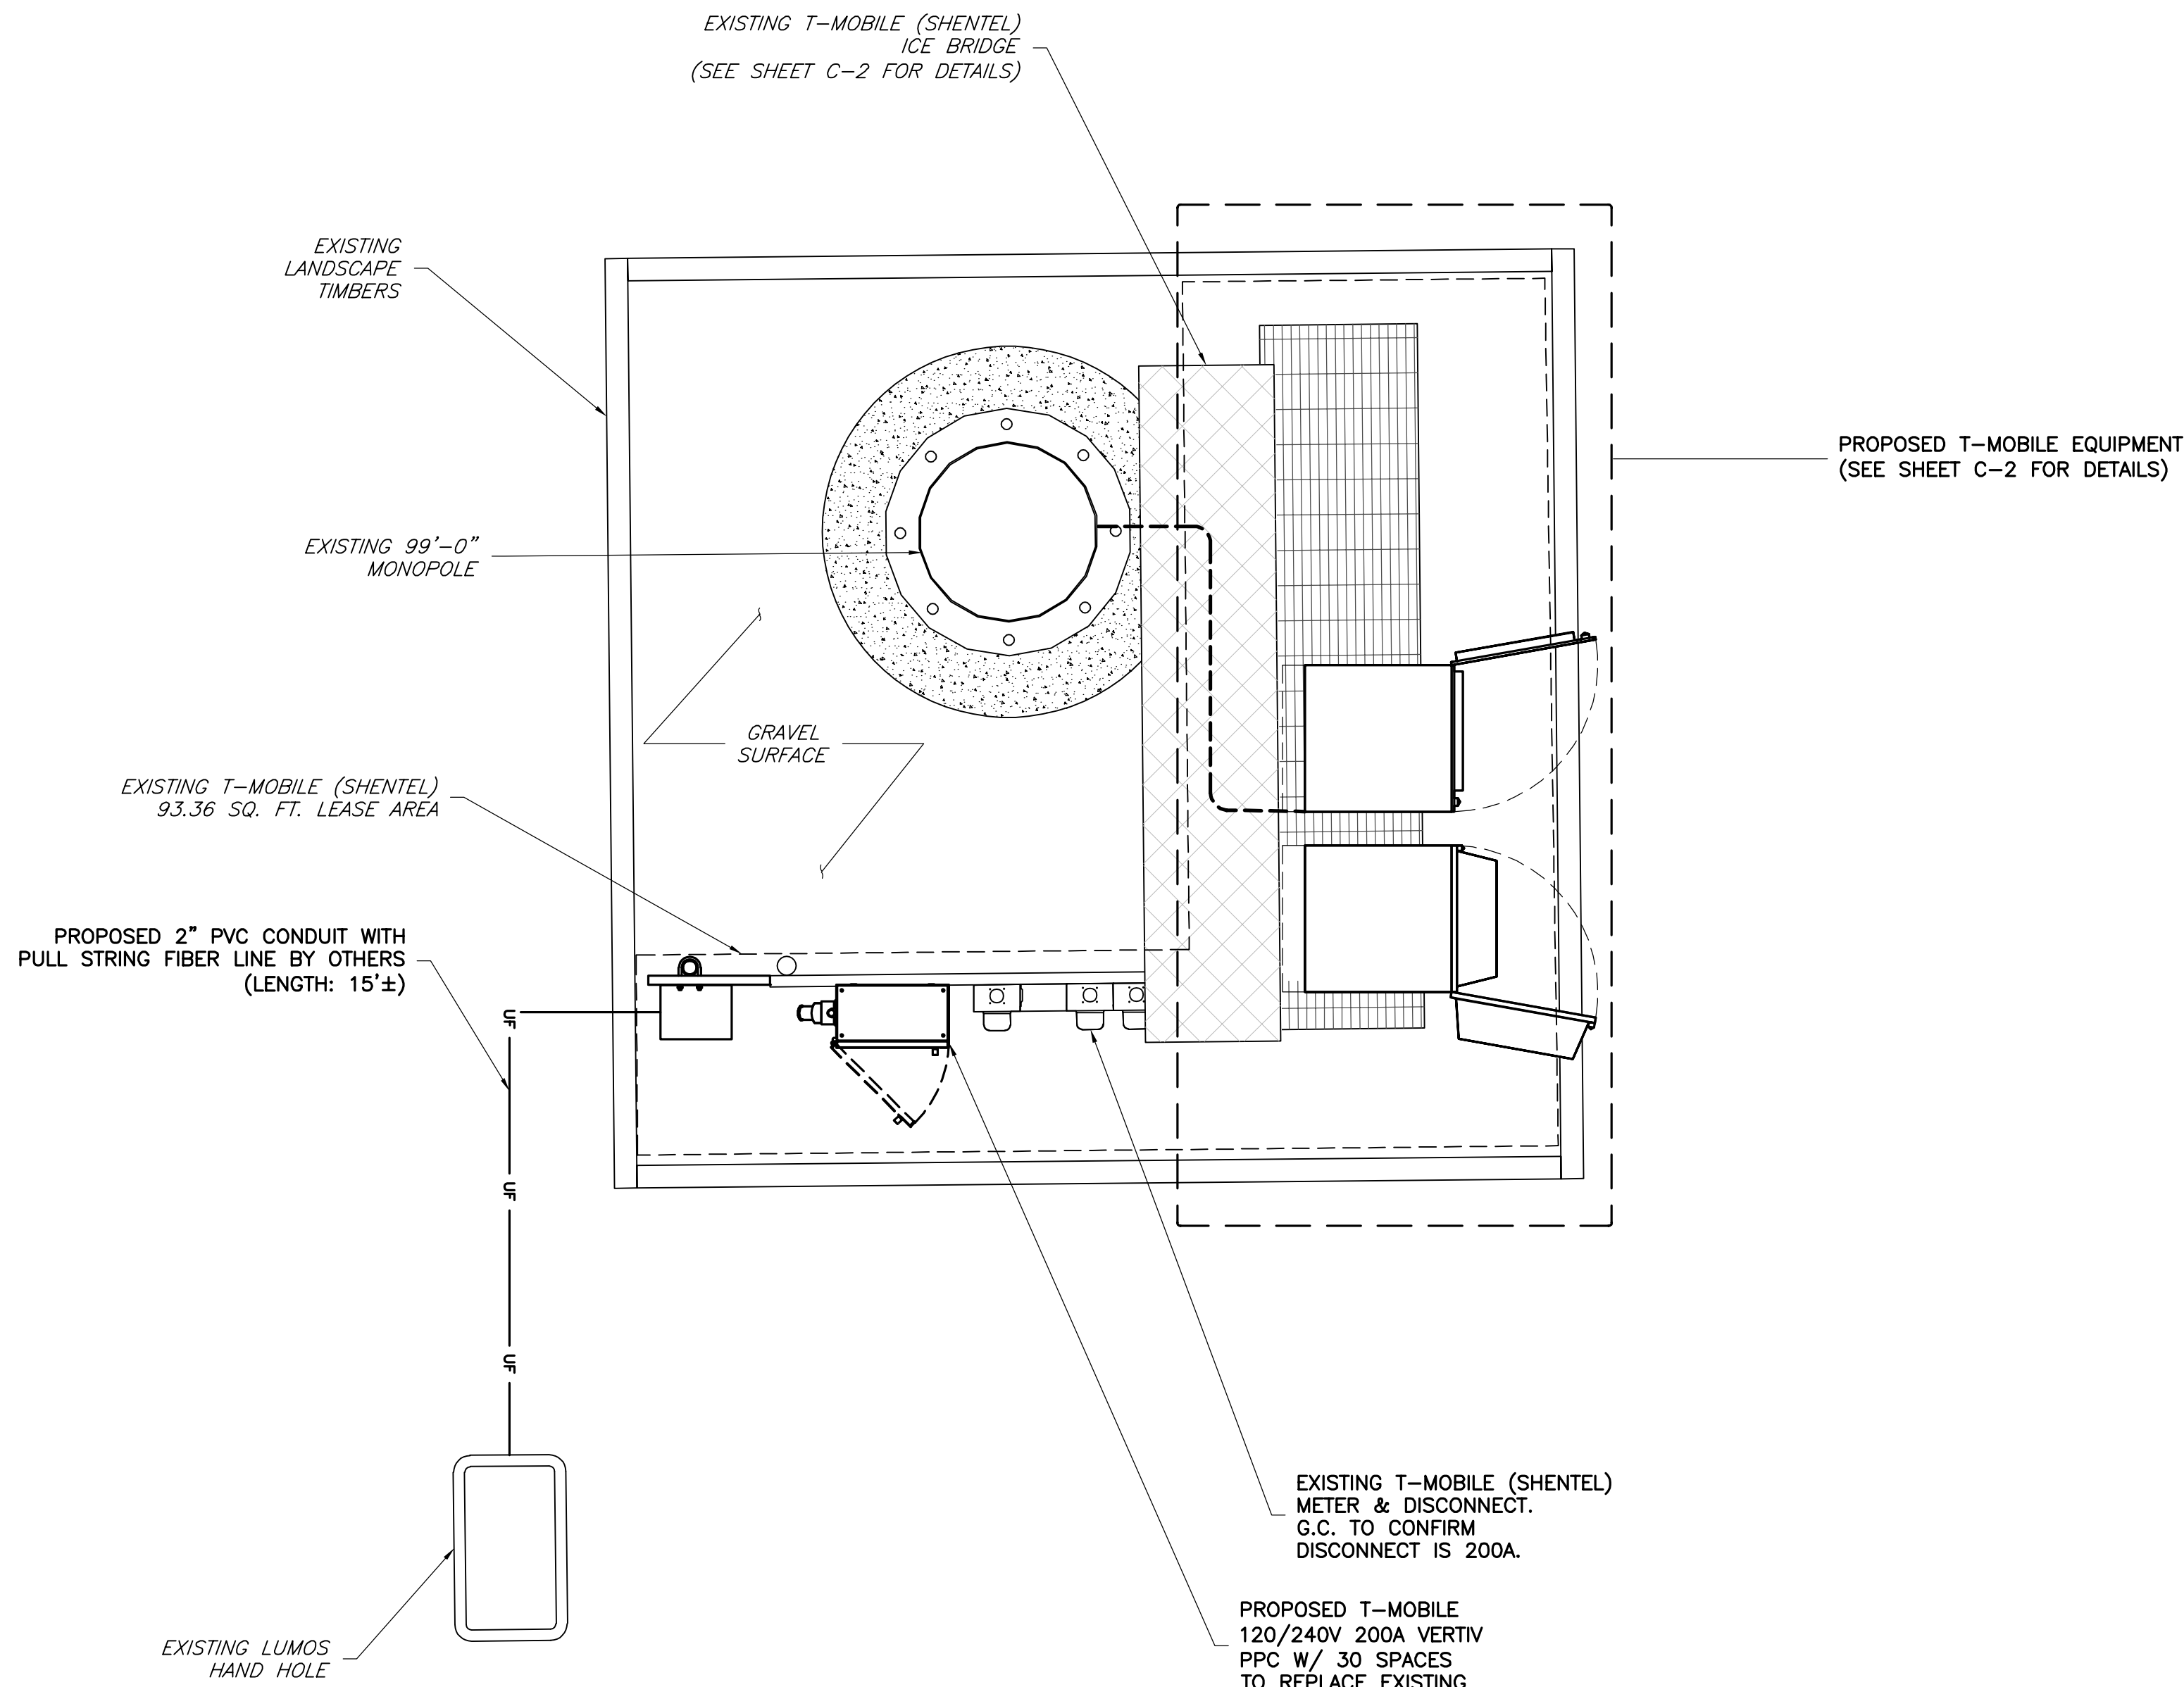 EXISTING T-MOBILE (SHENTEL)
ICE BRIDGE
(SEE SHEET C-2 FOR DETAILS)
EXISTING
LANDSCAPE
TIMBERS
PROPOSED T-MOBILE EQUIPMENT
(SEE SHEET C-2 FOR DETAILS)
EXISTING 99'-0"
MONOPOLE
GRAVEL
SURFACE
EXISTING T-MOBILE (SHENTEL)
93.36 SQ. FT. LEASE AREA
PROPOSED 2" PVC CONDUIT WITH
PULL STRING FIBER LINE BY OTHERS
(LENGTH: 15'±)
UF
UF
UF
EXISTING T-MOBILE (SHENTEL)
METER & DISCONNECT.
G.C. TO CONFIRM
DISCONNECT IS 200A.
PROPOSED T-MOBILE
120/240V 200A VERTIV
PPC W/ 30 SPACES
TO REPLACE EXISTING
EXISTING LUMOS
HAND HOLE